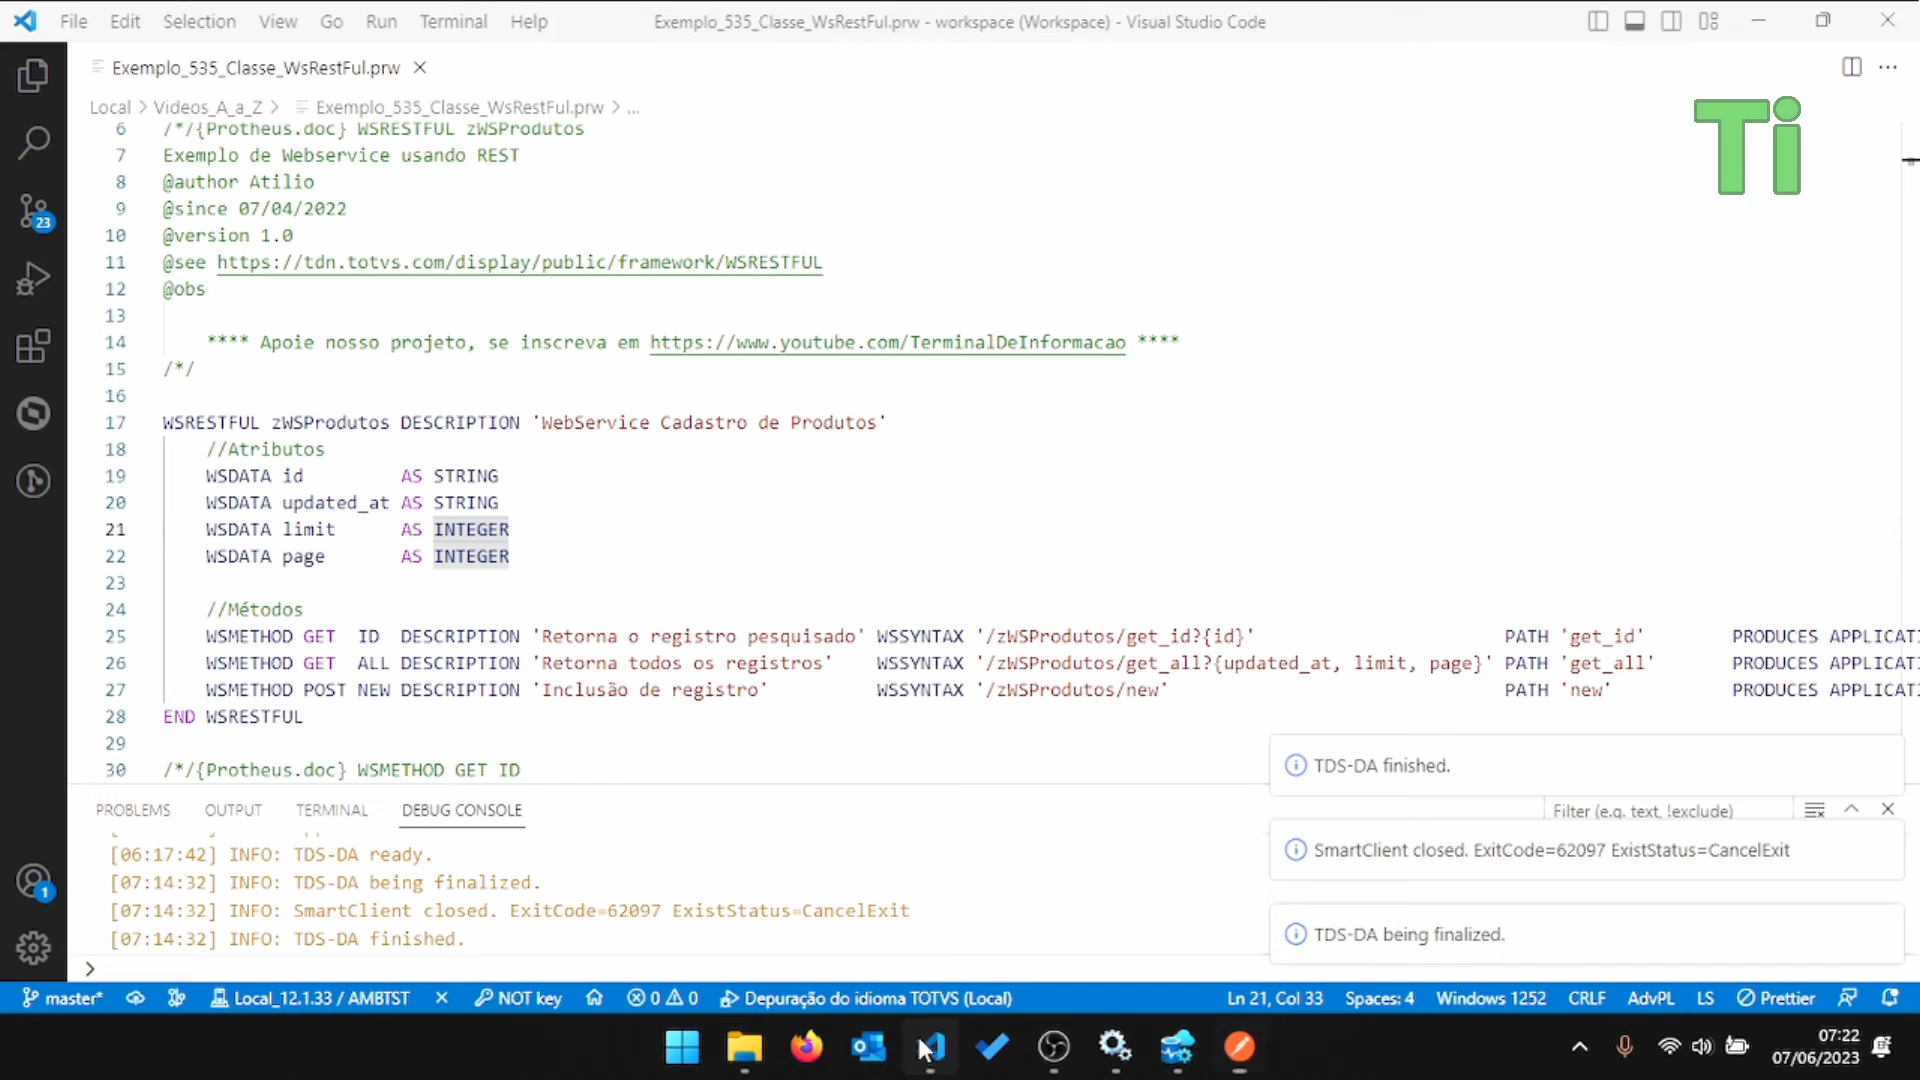 File Edit Selection View Go Run Terminal Help
Exemplo_535_Classe_WsRestFul.prw - workspace (Workspace) - Visual Studio Code
Exemplo_535_Classe_WsRestFul.prw
Local > Videos_A_a_Z > Exemplo_535_Classe_WsRestFul.prw > ...
Ti
6 /*/{Protheus.doc} WSRESTFUL zWSProdutos
7 Exemplo de Webservice usando REST
8 @author Atilio
9 @since 07/04/2022
10 @version 1.0
11 @see https://tdn.totvs.com/display/public/framework/WSRESTFUL
12 @obs
13
14 **** Apoie nosso projeto, se inscreva em https://www.youtube.com/TerminalDeInformacao ****
15 /*/
16
17 WSRESTFUL zWSProdutos DESCRIPTION 'WebService Cadastro de Produtos'
18 //Atributos
19 WSDATA id AS STRING
20 WSDATA updated_at AS STRING
21 WSDATA limit AS INTEGER
22 WSDATA page AS INTEGER
23
24 //Métodos
25 WSMETHOD GET ID DESCRIPTION 'Retorna o registro pesquisado' WSSYNTAX '/zWSProdutos/get_id?{id}' PATH 'get_id' PRODUCES APPLICATI
26 WSMETHOD GET ALL DESCRIPTION 'Retorna todos os registros' WSSYNTAX '/zWSProdutos/get_all?{updated_at, limit, page}' PATH 'get_all' PRODUCES APPLICATI
27 WSMETHOD POST NEW DESCRIPTION 'Inclusão de registro' WSSYNTAX '/zWSProdutos/new' PATH 'new' PRODUCES APPLICATI
28 END WSRESTFUL
29
30 /*/{Protheus.doc} WSMETHOD GET ID
23
1
PROBLEMS OUTPUT TERMINAL DEBUG CONSOLE
Filter (e.g. text, !exclude)
[06:17:42] INFO: TDS-DA ready.
[07:14:32] INFO: TDS-DA being finalized.
[07:14:32] INFO: SmartClient closed. ExitCode=62097 ExistStatus=CancelExit
[07:14:32] INFO: TDS-DA finished.
TDS-DA finished.
SmartClient closed. ExitCode=62097 ExistStatus=CancelExit
TDS-DA being finalized.
master* Local_12.1.33 / AMBTST NOT key 0 0 Depuração do idioma TOTVS (Local) Ln 21, Col 33 Spaces: 4 Windows 1252 CRLF AdvPL LS Prettier
07:22
07/06/2023